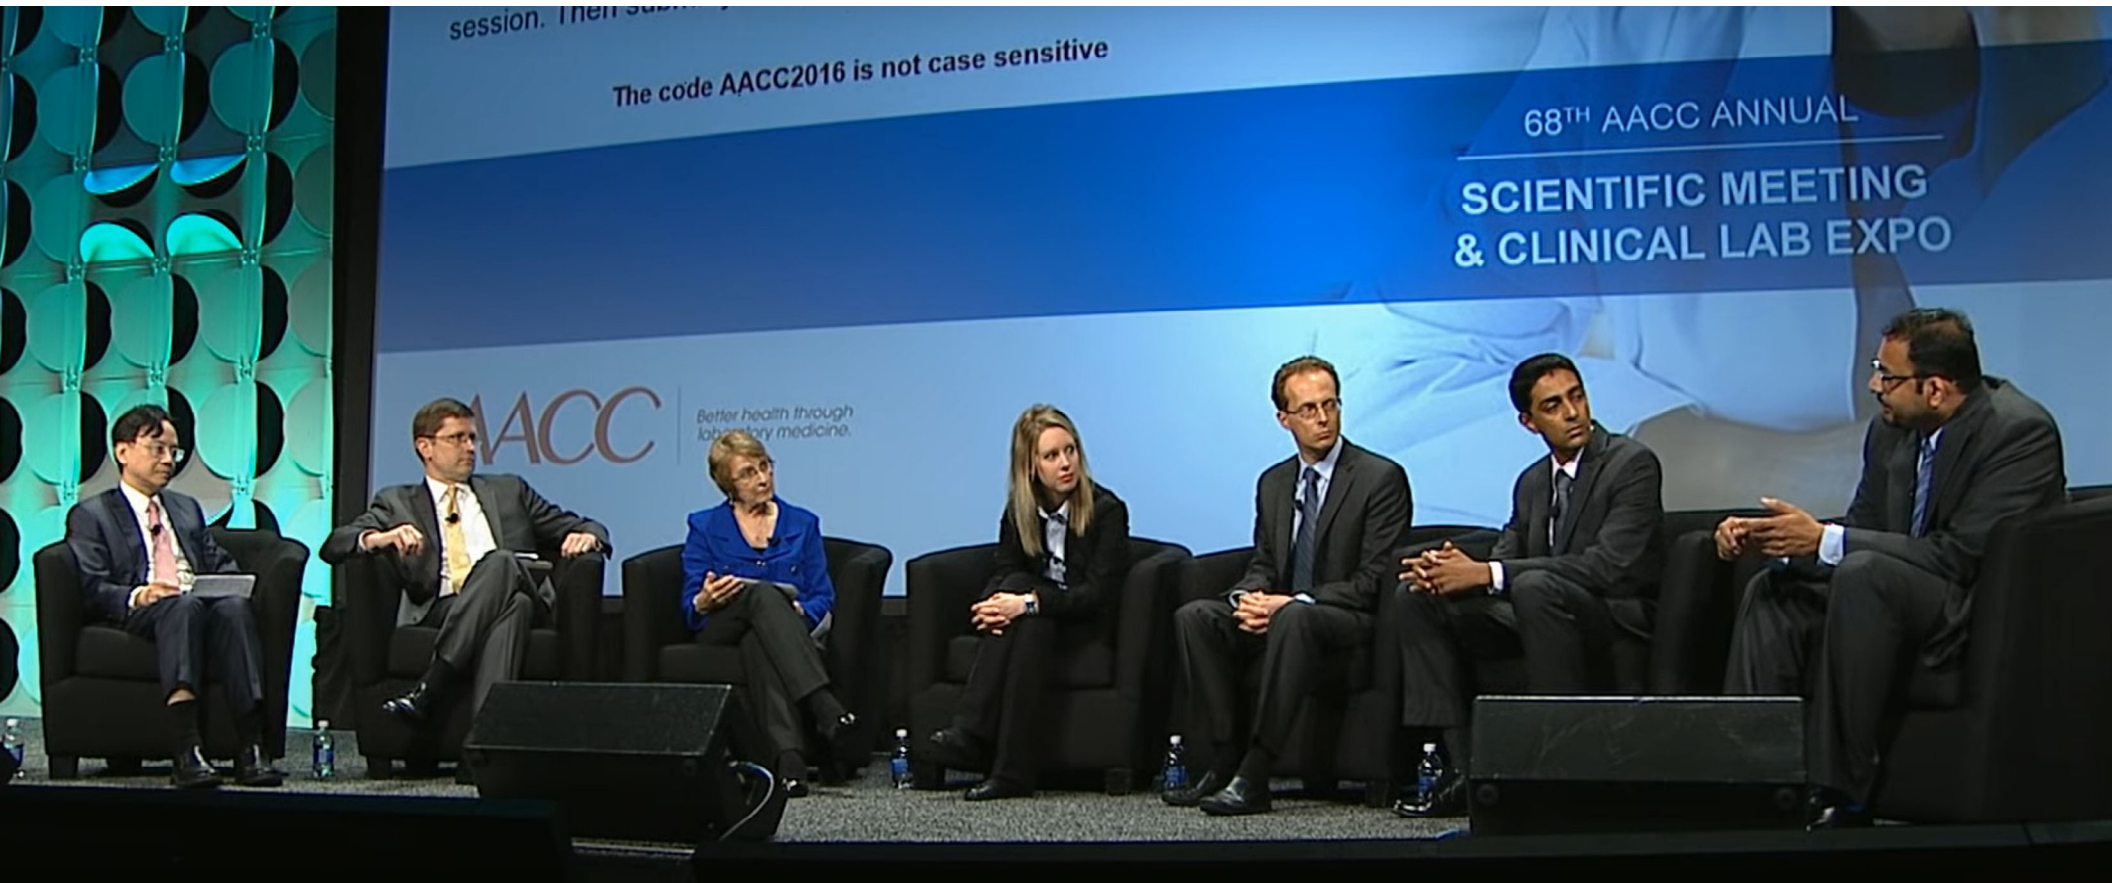 session. Then
The code AACC2016 is not case sensitive
68TH AACC ANNUAL
SCIENTIFIC MEETING
& CLINICAL LAB EXPO
AACC
Better health through
laboratory medicine.